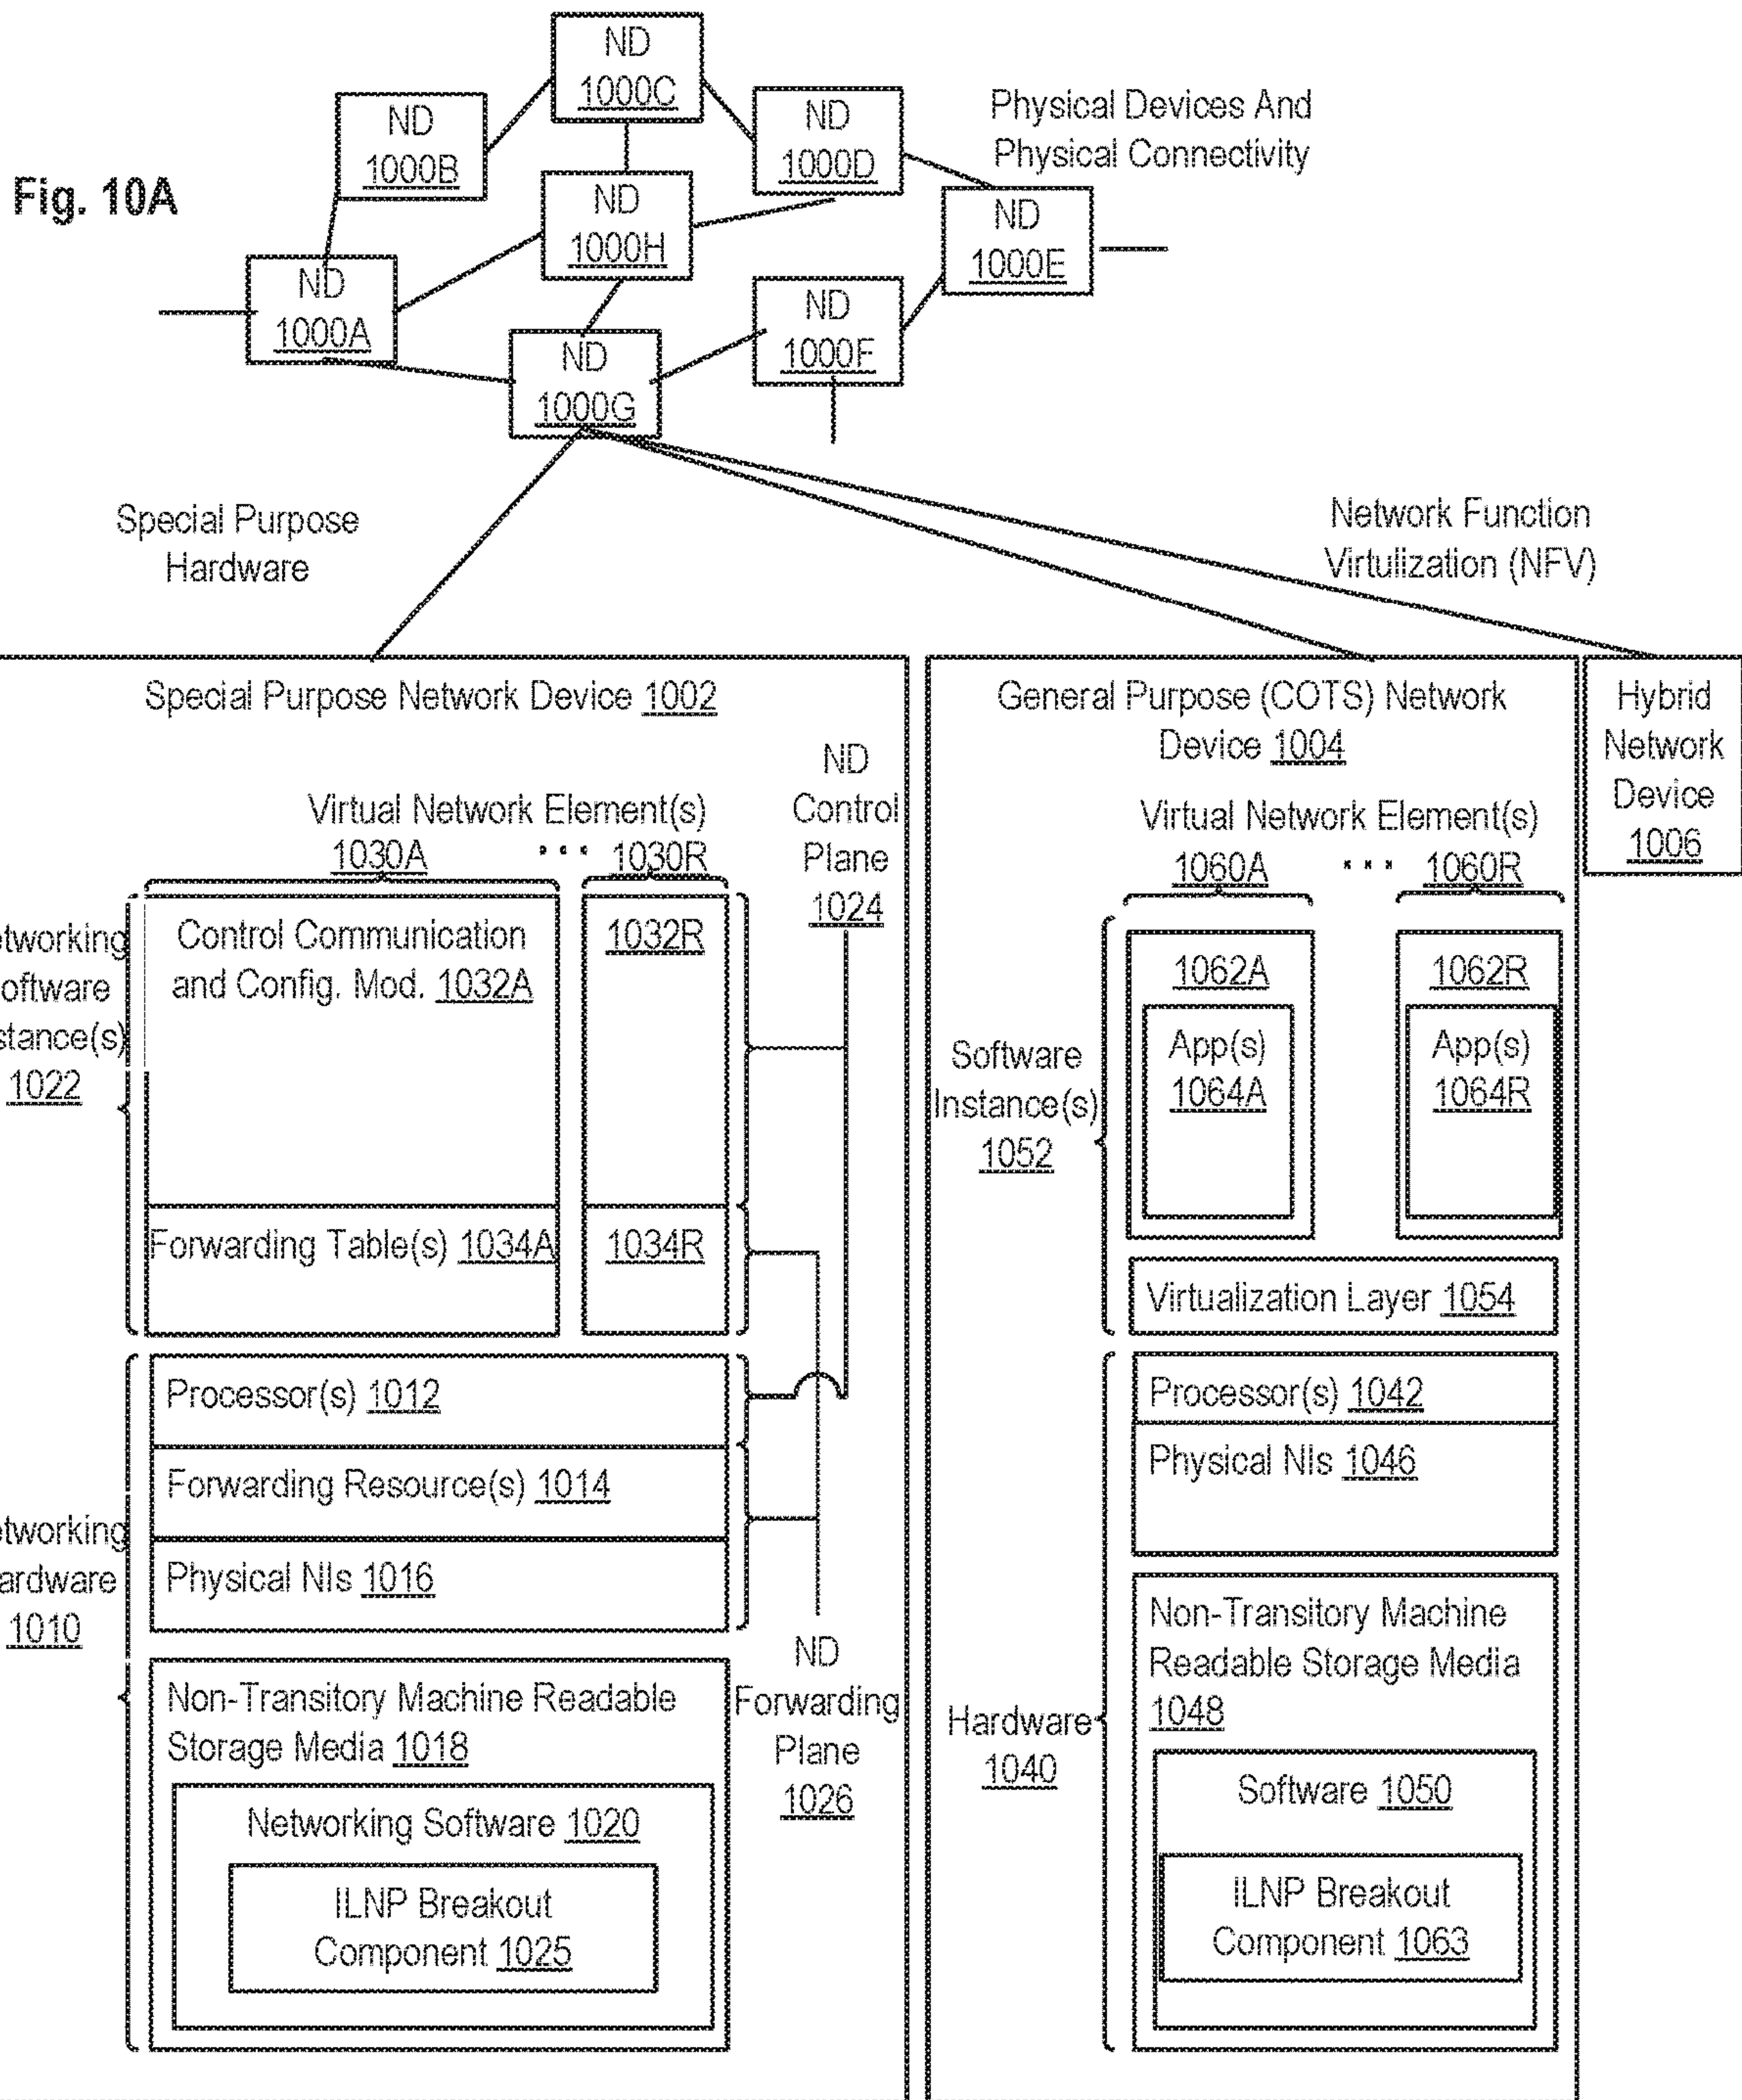 Fig. 10A
ND
1000C
ND
1000B
ND
1000D
Physical Devices And
Physical Connectivity
ND
1000H
ND
1000E
ND
1000A
ND
1000F
ND
1000G
Special Purpose
Hardware
Network Function
Virtulization (NFV)
Special Purpose Network Device 1002
ND
Control
Plane
1024
Virtual Network Element(s)
1030A ... 1030R
etworking
oftware
stance(s)
1022
Control Communication
and Config. Mod. 1032A
1032R
Forwarding Table(s) 1034A
1034R
etworking
ardware
1010
Processor(s) 1012
Forwarding Resource(s) 1014
Physical NIs 1016
ND
Forwarding
Plane
1026
Non-Transitory Machine Readable
Storage Media 1018
Networking Software 1020
ILNP Breakout
Component 1025
General Purpose (COTS) Network
Device 1004
Virtual Network Element(s)
1060A ... 1060R
Software
Instance(s)
1052
1062A
App(s)
1064A
1062R
App(s)
1064R
Virtualization Layer 1054
Hardware
1040
Processor(s) 1042
Physical NIs 1046
Non-Transitory Machine
Readable Storage Media
1048
Software 1050
ILNP Breakout
Component 1063
Hybrid
Network
Device
1006